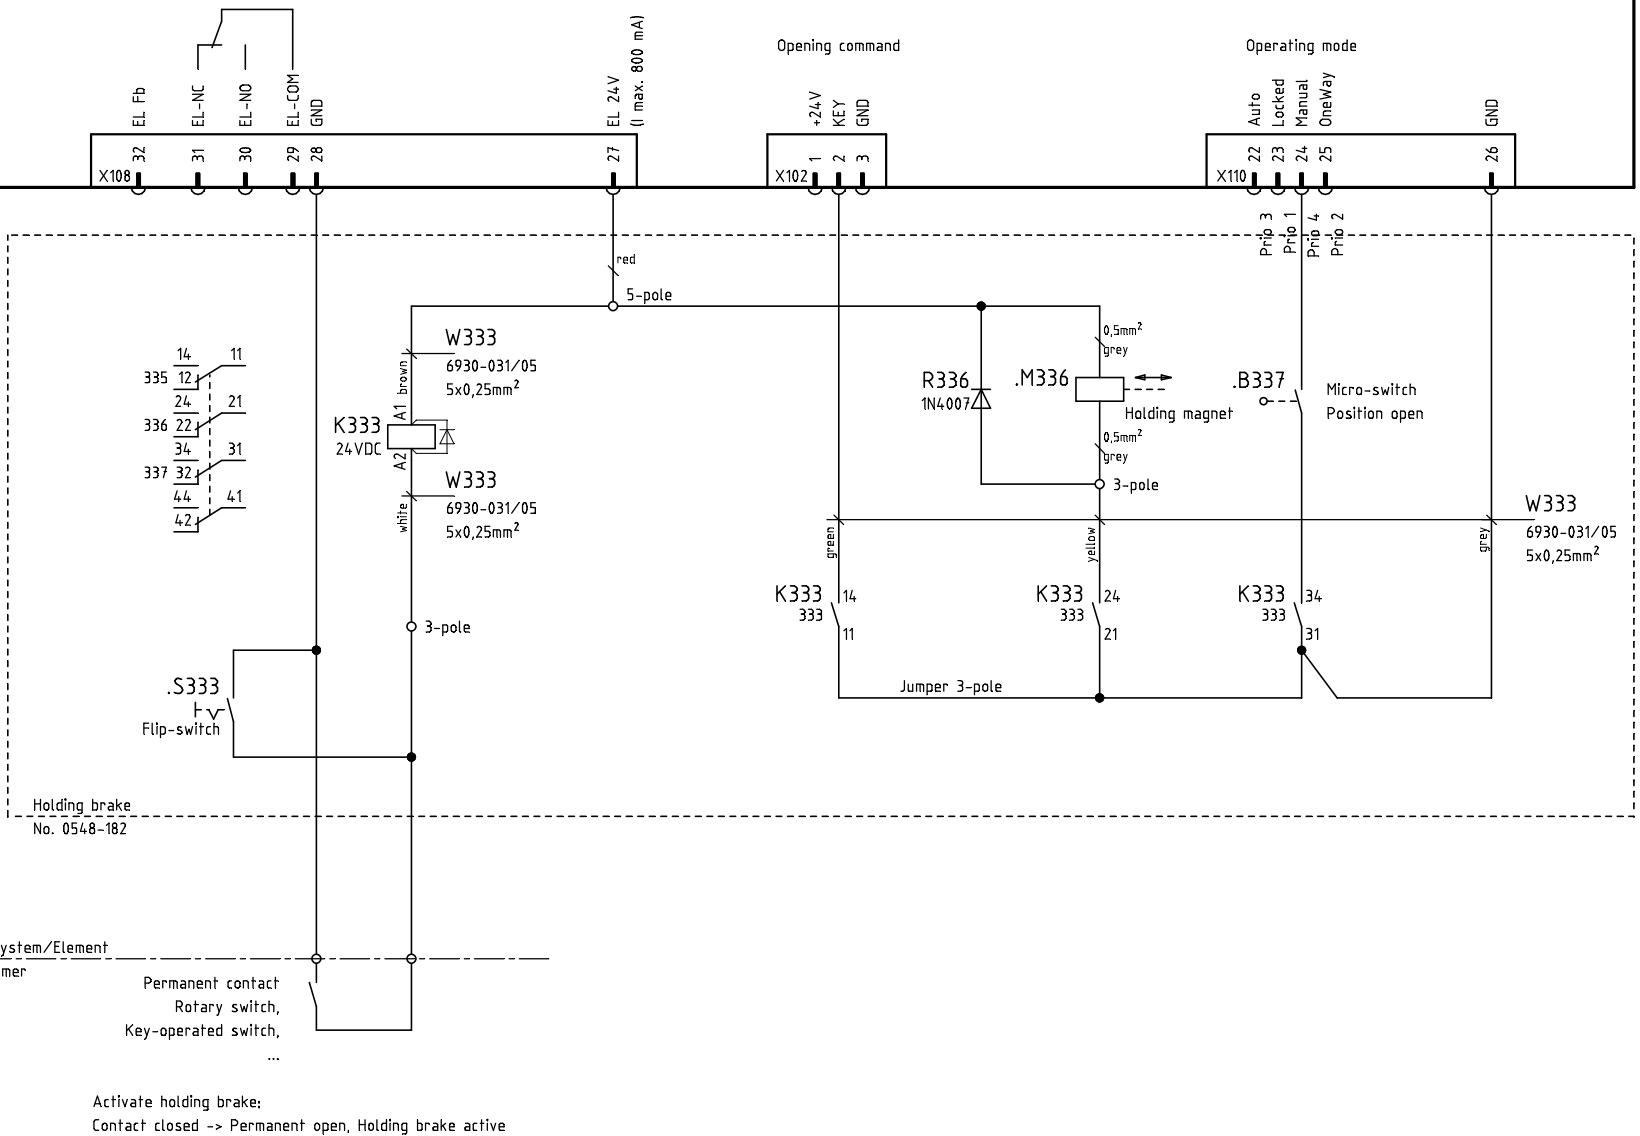 Opening command
Operating mode
EL Fb
EL-NC
EL-NO
EL-COM
GND
EL 24V
(I max. 800 mA)
+24V
KEY
GND
Auto
Locked
Manual
OneWay
GND
X108
32
31
30
29
28
27
X102
1
2
3
X110
22
23
24
25
26
Prio 3
Prio 1
Prio 4
Prio 2
red
5-pole
W333
6930-031/05
5x0,25mm²
brown
A1
K333
24VDC
A2
W333
6930-031/05
5x0,25mm²
white
3-pole
14 11
335 12
24 21
336 22
34 31
337 32
44 41
42
R336
1N4007
0,5mm²
grey
.M336
Holding magnet
0,5mm²
grey
3-pole
.B337
Micro-switch
Position open
W333
6930-031/05
5x0,25mm²
green
yellow
grey
K333 14
333
11
K333 24
333
21
K333 34
333
31
Jumper 3-pole
.S333
Flip-switch
Holding brake
No. 0548-182
ystem/Element
mer
Permanent contact
Rotary switch,
Key-operated switch,
...
Activate holding brake:
Contact closed -> Permanent open, Holding brake active